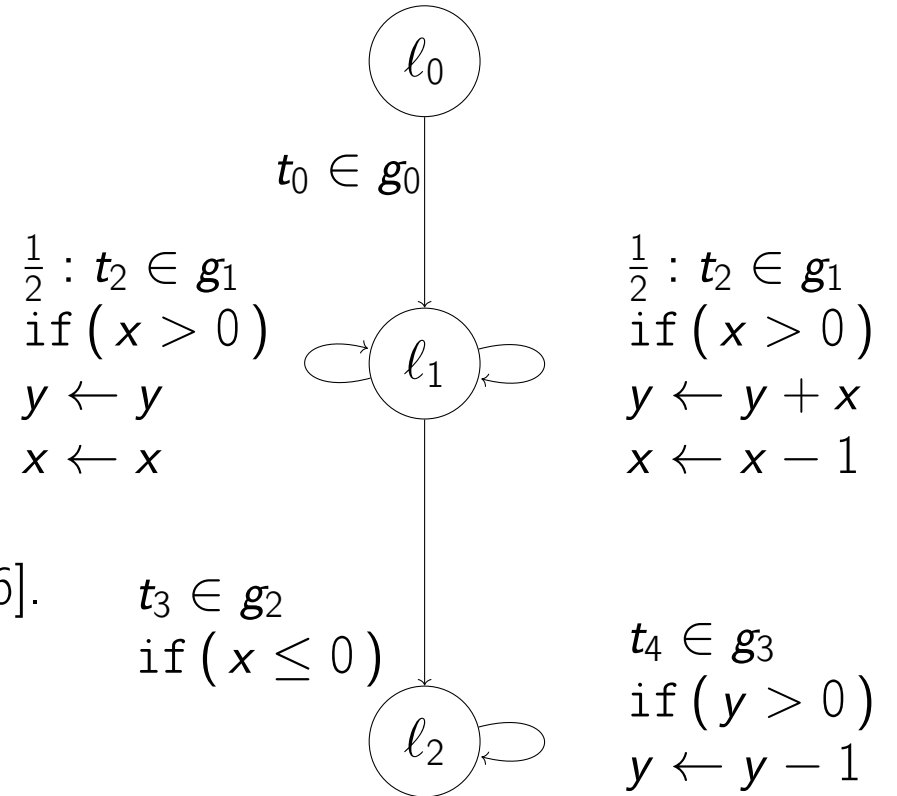 ℓ₀
t₀ ∈ g₀
½ : t₂ ∈ g₁
if ( x > 0 )
y ← y
x ← x
ℓ₁
½ : t₂ ∈ g₁
if ( x > 0 )
y ← y + x
x ← x − 1
6].
t₃ ∈ g₂
if ( x ≤ 0 )
ℓ₂
t₄ ∈ g₃
if ( y > 0 )
y ← y − 1